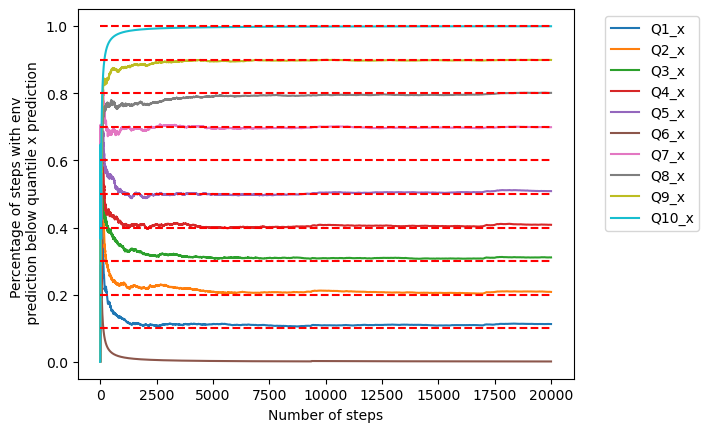 Percentage of steps with env
prediction below quantile x prediction
1.0
0.8
0.6
0.4
0.2
0.0
0
2500
5000
7500
10000
12500
15000
17500
20000
Number of steps
Q1_x
Q2_x
Q3_x
Q4_x
Q5_x
Q6_x
Q7_x
Q8_x
Q9_x
Q10_x